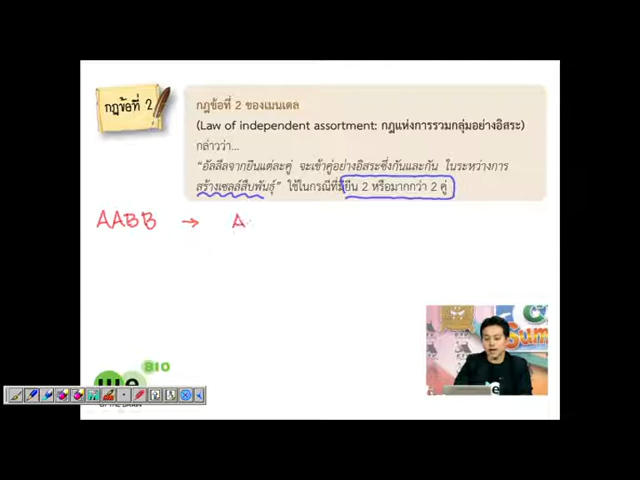 กฎข้อที่ 2
กฎข้อที่ 2 ของเมนเดล
(Law of independent assortment: กฎแห่งการรวมกลุ่มอย่างอิสระ)
กล่าวว่า...
"อัลลีลจากยีนแต่ละคู่ จะเข้าคู่อย่างอิสระซึ่งกันและกัน ในระหว่างการ
สร้างเซลล์สืบพันธุ์" ใช้ในกรณีที่มียีน 2 หรือมากกว่า 2 คู่
AABB → A
BIO
we